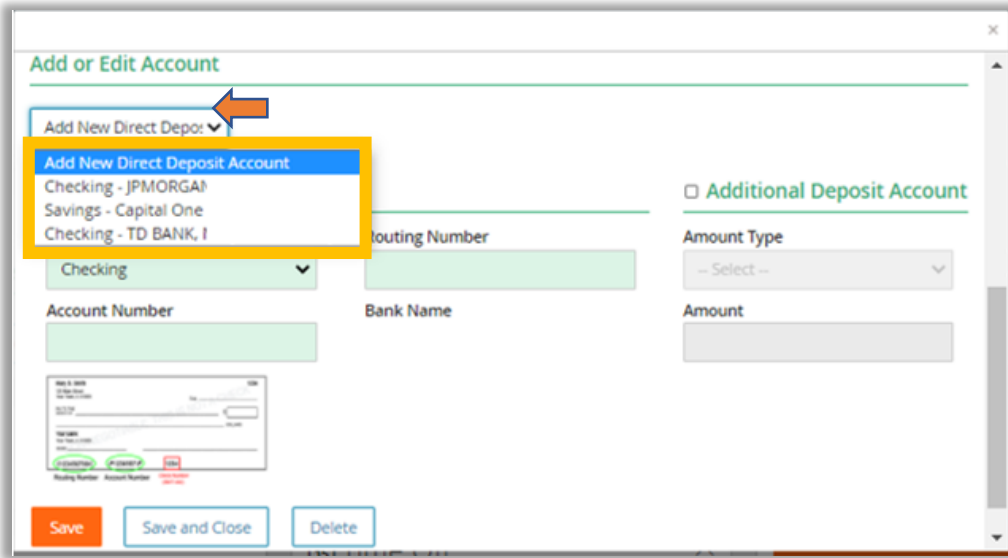 ×
Add or Edit Account
Add New Direct Depos
Add New Direct Deposit Account
Checking - JPMORGAN
Savings - Capital One
Checking - TD BANK,
Additional Deposit Account
Routing Number
Amount Type
Checking
-- Select --
Account Number
Bank Name
Amount
Routing Number Account Number
Save
Save and Close
Delete
Time Off